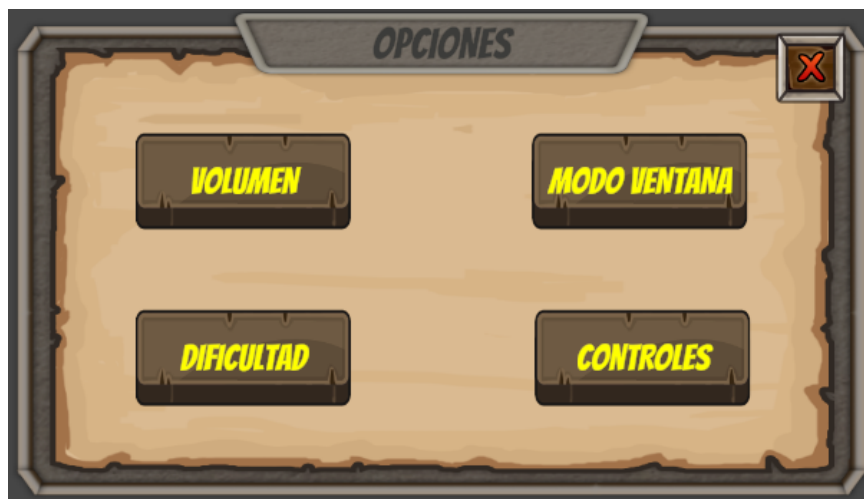 OPCIONES
X
VOLUMEN
MODO VENTANA
DIFICULTAD
CONTROLES